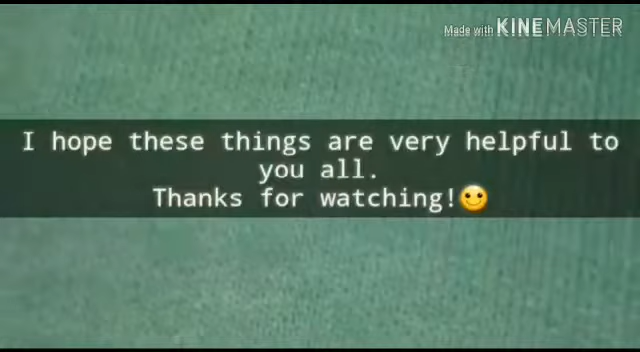 Made with KINEMASTER
I hope these things are very helpful to
you all.
Thanks for watching!🙂